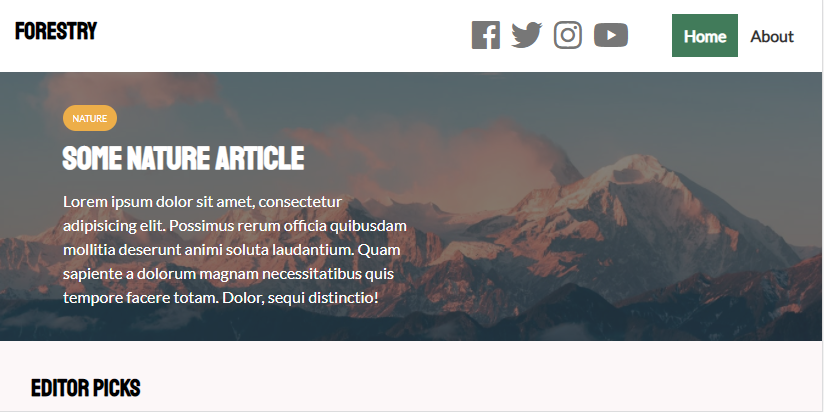 FORESTRY
Home About
NATURE
SOME NATURE ARTICLE
Lorem ipsum dolor sit amet, consectetur
adipisicing elit. Possimus rerum officia quibusdam
mollitia deserunt animi soluta laudantium. Quam
sapiente a dolorum magnam necessitatibus quis
tempore facere totam. Dolor, sequi distinctio!
EDITOR PICKS